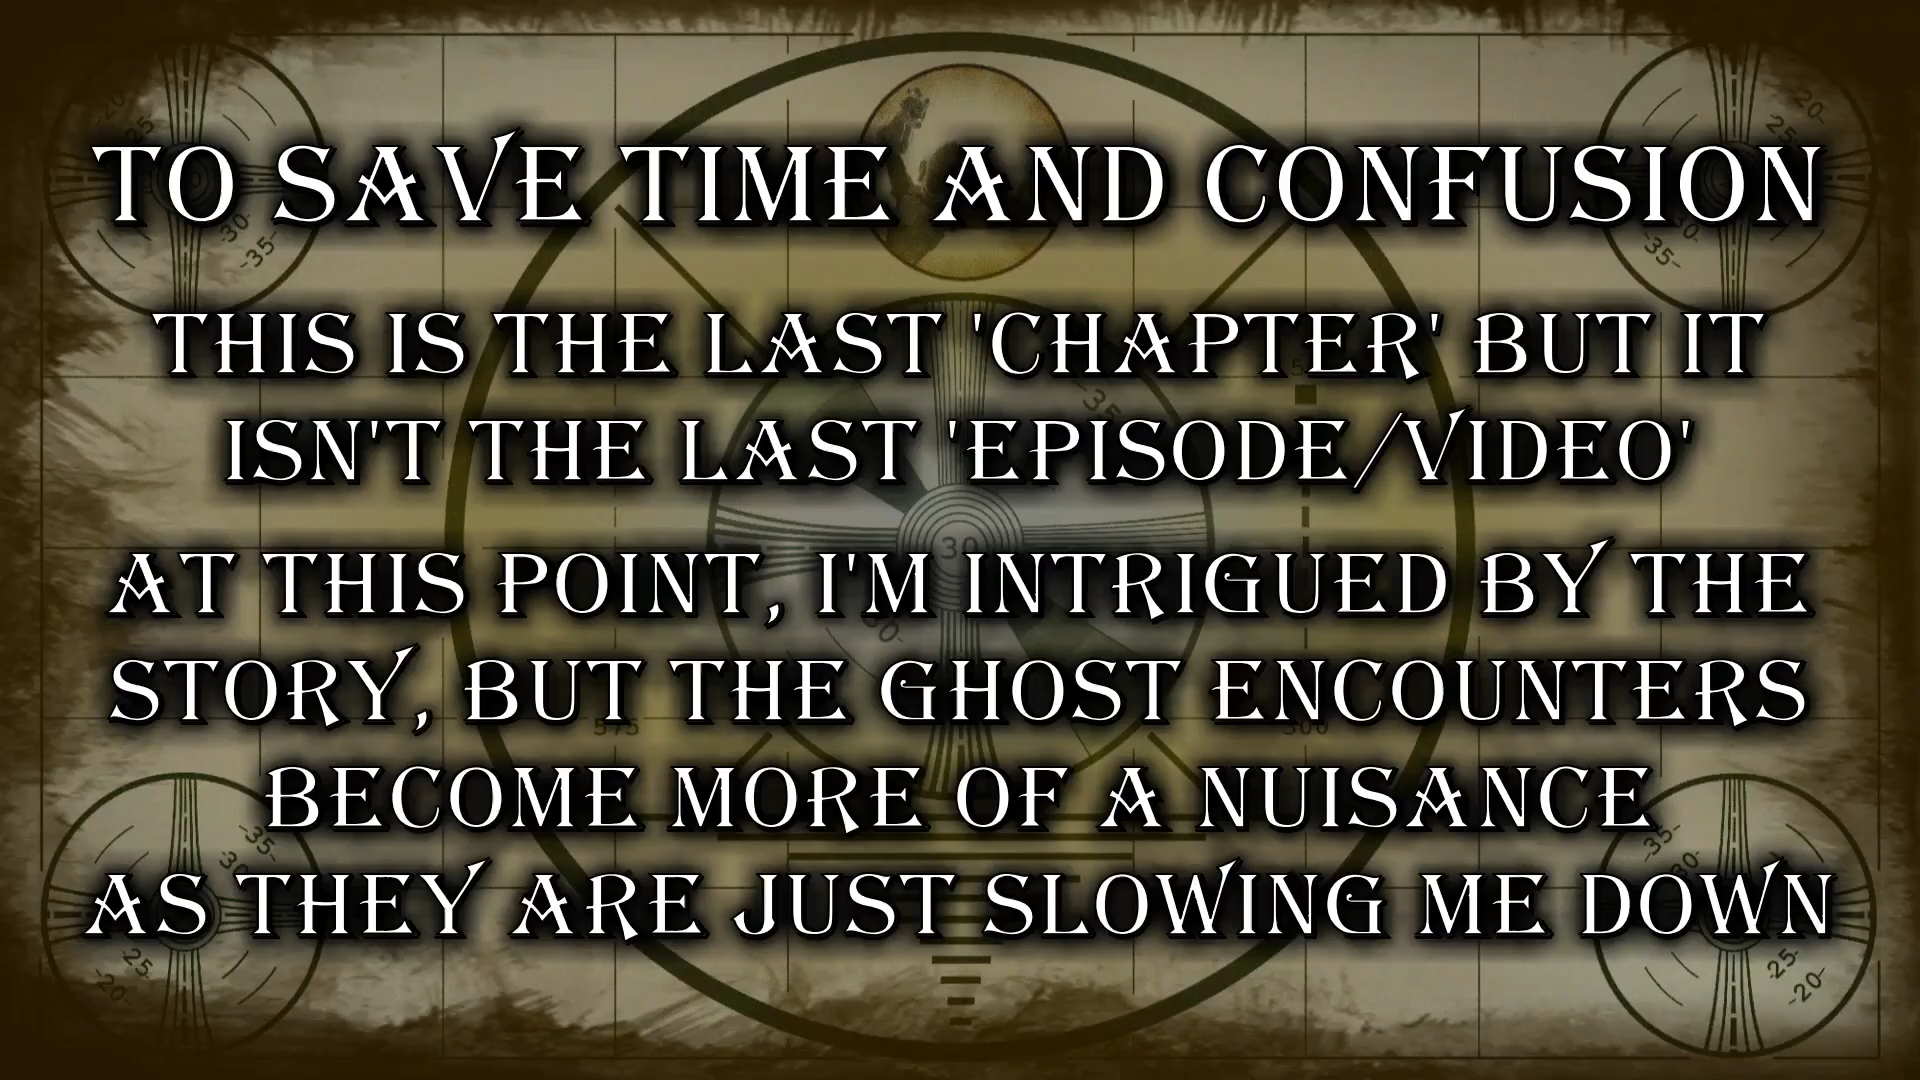 TO SAVE TIME AND CONFUSION
THIS IS THE LAST 'CHAPTER' BUT IT
ISN'T THE LAST 'EPISODE/VIDEO'
AT THIS POINT, I'M INTRIGUED BY THE
STORY, BUT THE GHOST ENCOUNTERS
BECOME MORE OF A NUISANCE
AS THEY ARE JUST SLOWING ME DOWN